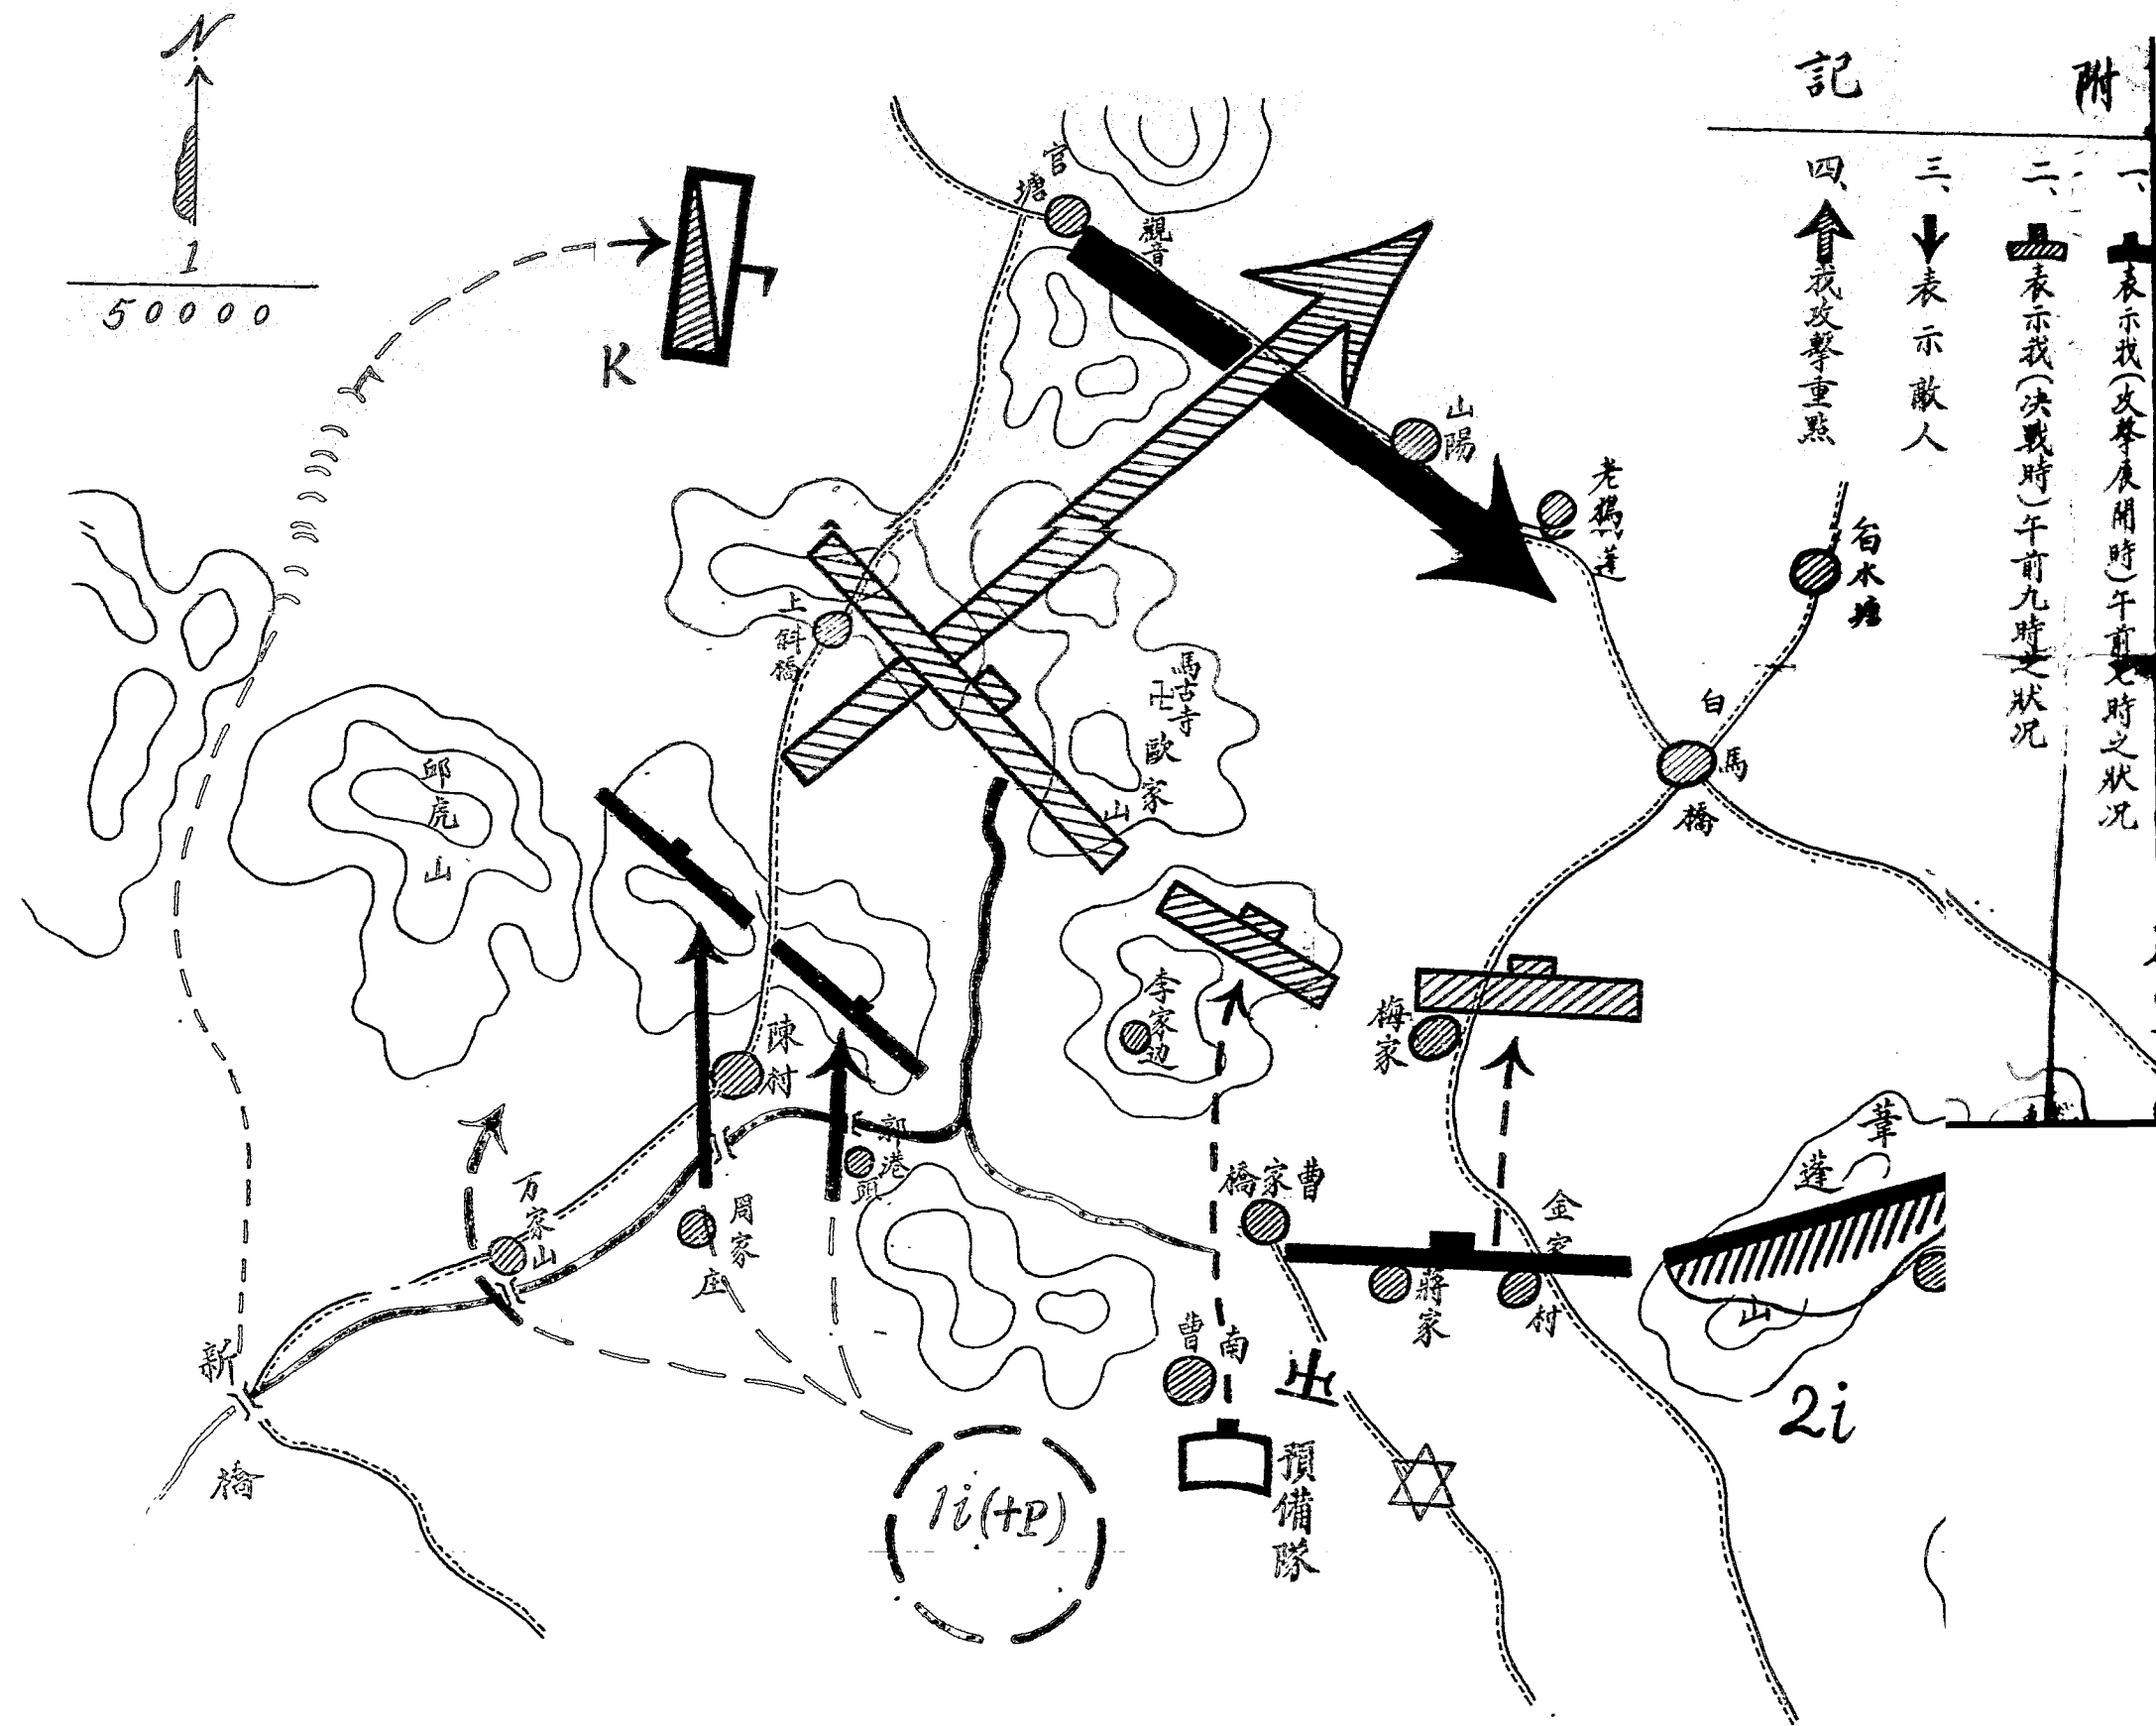 附記
一、表示我(攻擊展開時)午前七時之狀況
二、表示我(決戰時)午前九時之狀況
三、表示敵人
四、我攻擊重點
N
1
50000
K
官塘
觀音
山陽
老鴉蓬
白馬橋
上斜橋
馬古寺
卍
歐家山
邱虎山
陳村
郭港頭
李家边
梅家
万家山
周家庄
曹家橋
金家村
蔣家
葦蓬山
南曹
新橋
預備隊
1i(+P)
2i